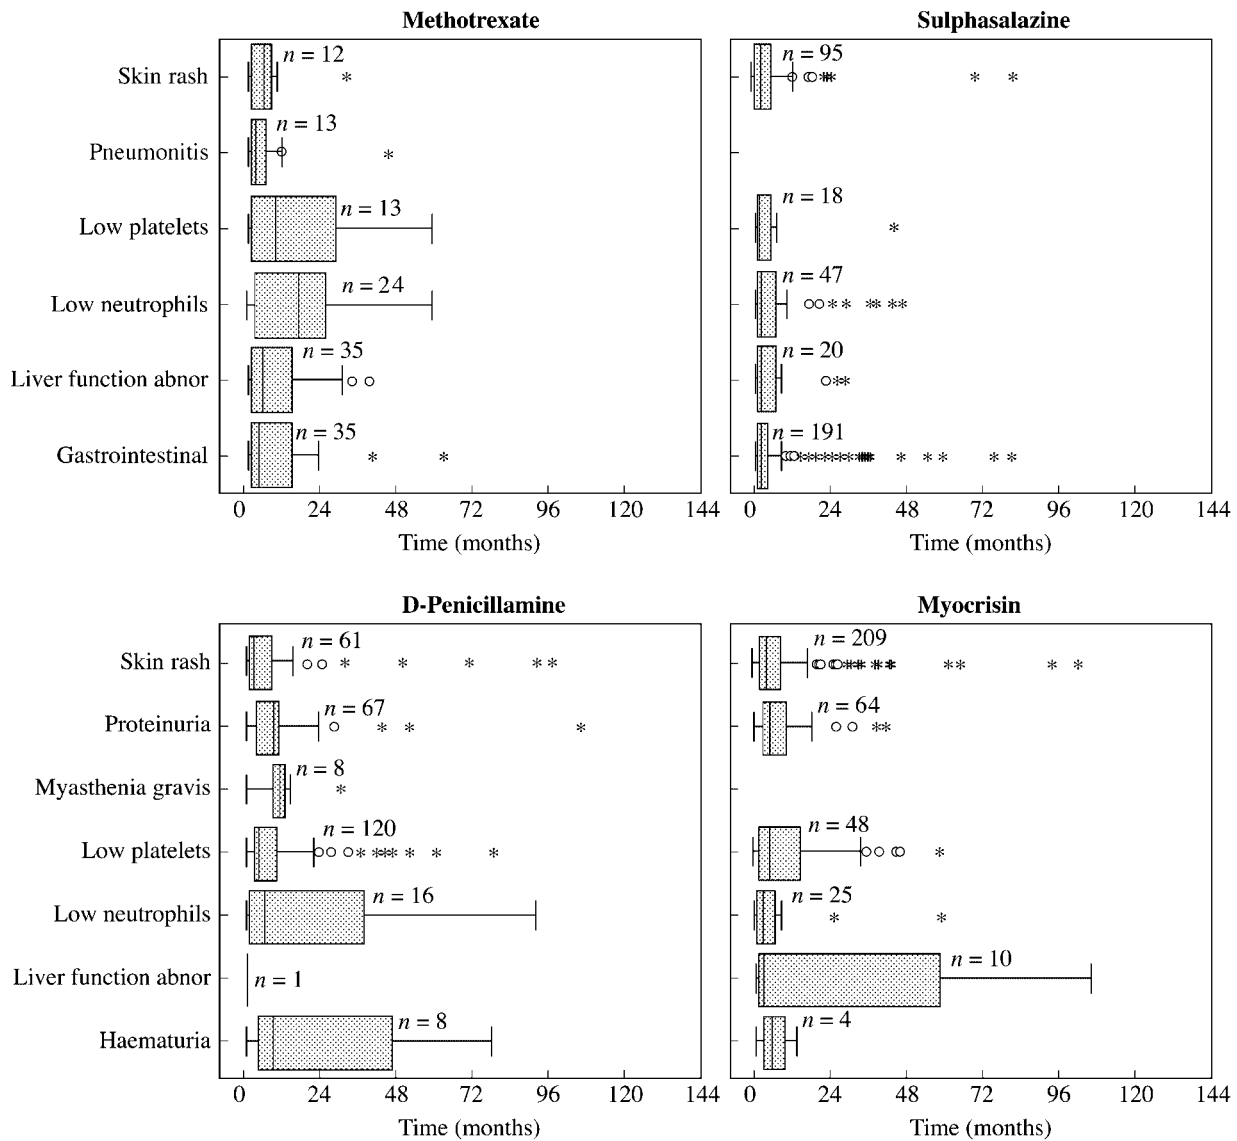 Methotrexate
Skin rash
n = 12
Pneumonitis
n = 13
Low platelets
n = 13
Low neutrophils
n = 24
Liver function abnor
n = 35
Gastrointestinal
n = 35
0 24 48 72 96 120 144
Time (months)
Sulphasalazine
n = 95
n = 18
n = 47
n = 20
n = 191
0 24 48 72 96 120 144
Time (months)
D-Penicillamine
Skin rash
n = 61
Proteinuria
n = 67
Myasthenia gravis
n = 8
Low platelets
n = 120
Low neutrophils
n = 16
Liver function abnor
n = 1
Haematuria
n = 8
0 24 48 72 96 120 144
Time (months)
Myocrisin
n = 209
n = 64
n = 48
n = 25
n = 10
n = 4
0 24 48 72 96 120 144
Time (months)